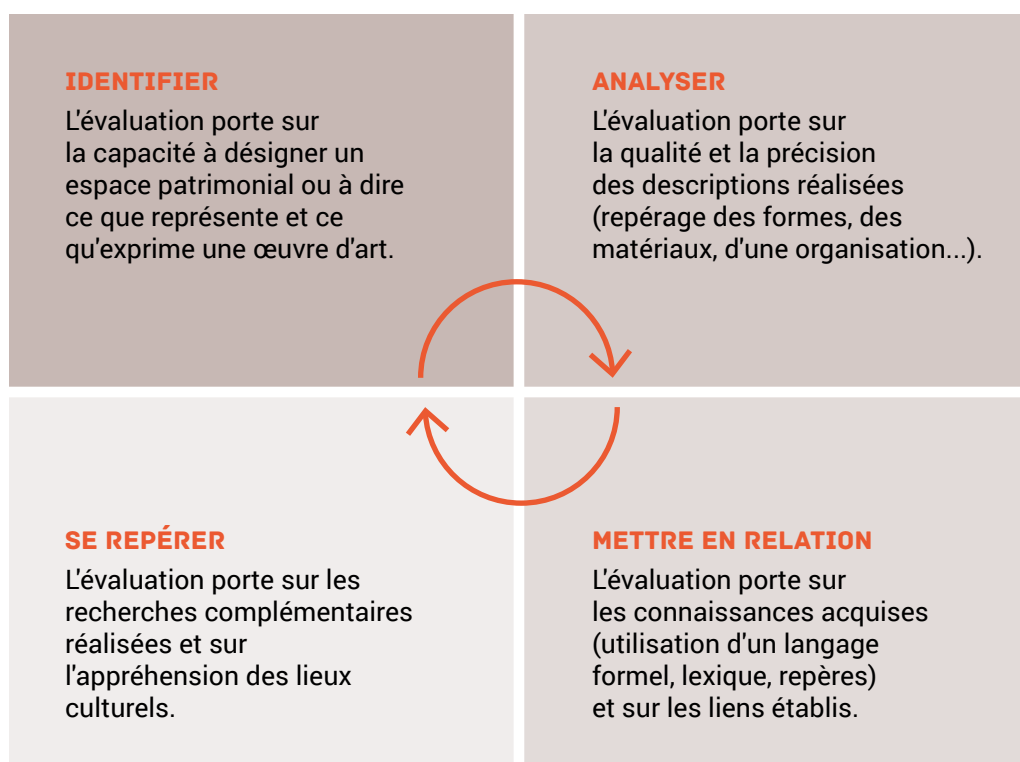 IDENTIFIER
L'évaluation porte sur
la capacité à désigner un
espace patrimonial ou à dire
ce que représente et ce
qu'exprime une œuvre d'art.
ANALYSER
L'évaluation porte sur
la qualité et la précision
des descriptions réalisées
(repérage des formes, des
matériaux, d'une organisation...).
SE REPÉRER
L'évaluation porte sur les
recherches complémentaires
réalisées et sur
l'appréhension des lieux
culturels.
METTRE EN RELATION
L'évaluation porte sur
les connaissances acquises
(utilisation d'un langage
formel, lexique, repères)
et sur les liens établis.